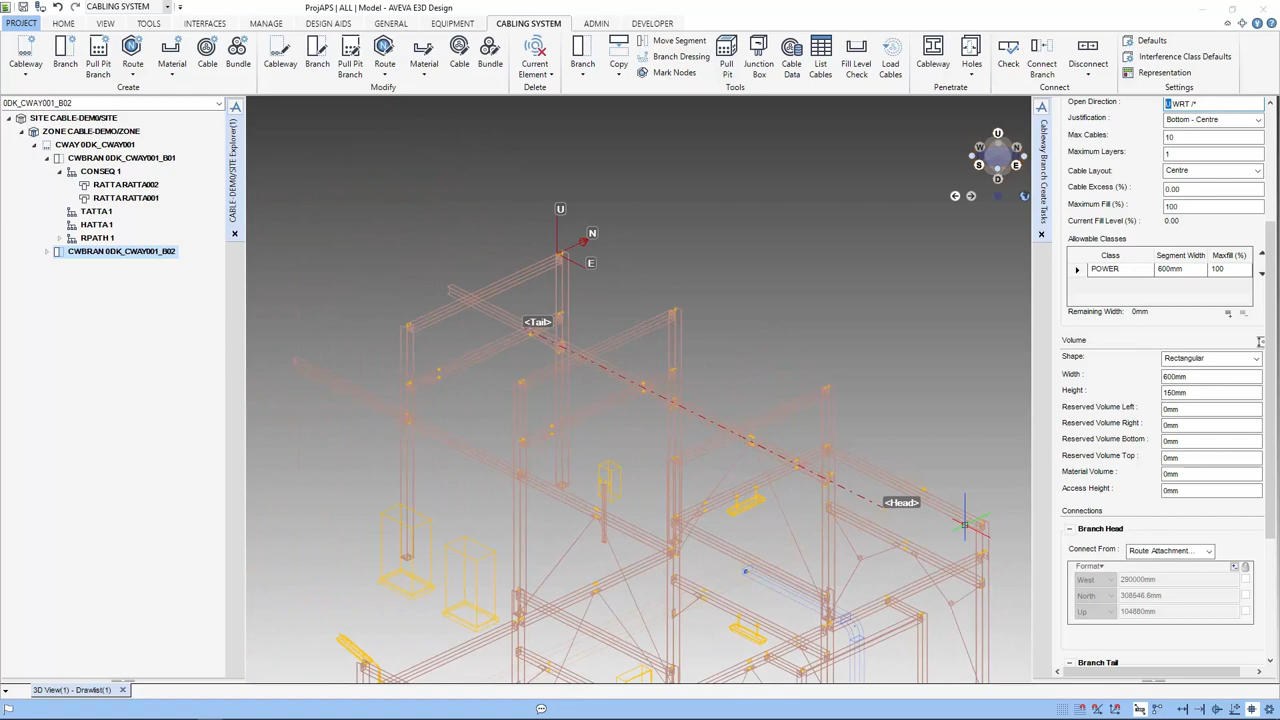 CABLING SYSTEM
ProjAPS | ALL | Model - AVEVA E3D Design
PROJECT HOME VIEW TOOLS INTERFACES MANAGE DESIGN AIDS GENERAL EQUIPMENT CABLING SYSTEM ADMIN DEVELOPER
Cableway Branch Pull Pit Branch Route Material Cable Bundle
Create
Cableway Branch Pull Pit Branch Route Material Cable Bundle
Modify
Current Element
Delete
Branch Copy Move Segment Branch Dressing Mark Nodes Pull Pit Junction Box Cable Data List Cables Fill Level Check Load Cables
Tools
Cableway Holes
Penetrate
Check Connect Branch Disconnect
Connect
Defaults
Interference Class Defaults
Representation
Settings
0DK_CWAY001_B02
SITE CABLE-DEMO/SITE
ZONE CABLE-DEMO/ZONE
CWAY 0DK_CWAY001
CWBRAN 0DK_CWAY001_B01
CONSEQ 1
RATTA RATTA002
RATTA RATTA001
TATTA 1
HATTA 1
RPATH 1
CWBRAN 0DK_CWAY001_B02
CABLE-DEMO/SITE Explorer(1)
U
N
E
<Tail>
<Head>
U
W N
S E
D
Cableway Branch Create Tasks
Open Direction : U WRT /*
Justification : Bottom - Centre
Max Cables: 10
Maximum Layers: 1
Cable Layout: Centre
Cable Excess (%) : 0.00
Maximum Fill (%) : 100
Current Fill Level (%) : 0.00
Allowable Classes
Class Segment Width Maxfill (%)
POWER 600mm 100
Remaining Width: 0mm
Volume
Shape: Rectangular
Width : 600mm
Height : 150mm
Reserved Volume Left : 0mm
Reserved Volume Right : 0mm
Reserved Volume Bottom : 0mm
Reserved Volume Top : 0mm
Material Volume : 0mm
Access Height : 0mm
Connections
Branch Head
Connect From : Route Attachment...
Format
West 290000mm
North 308546.6mm
Up 104880mm
Branch Tail
3D View(1) - Drawlist(1)